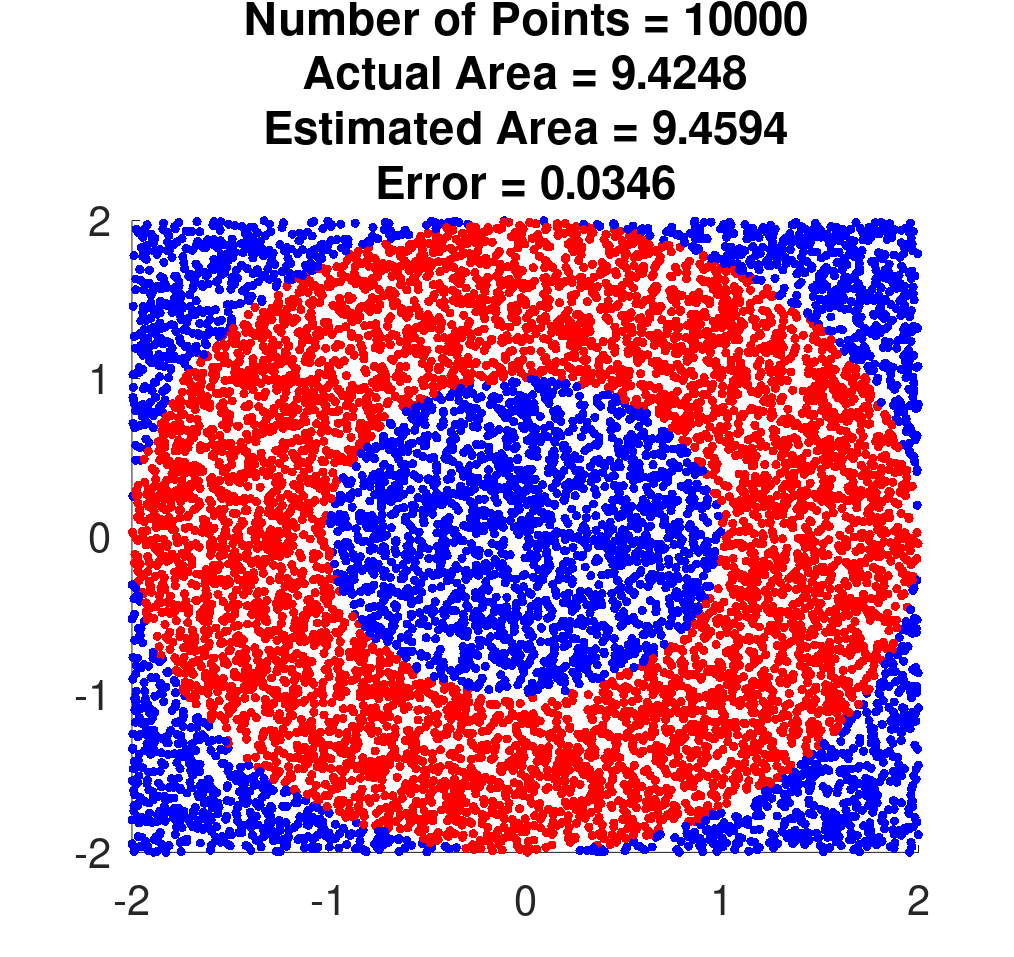 Number of Points = 10000
Actual Area = 9.4248
Estimated Area = 9.4594
Error = 0.0346
2
1
0
-1
-2
-2 -1 0 1 2